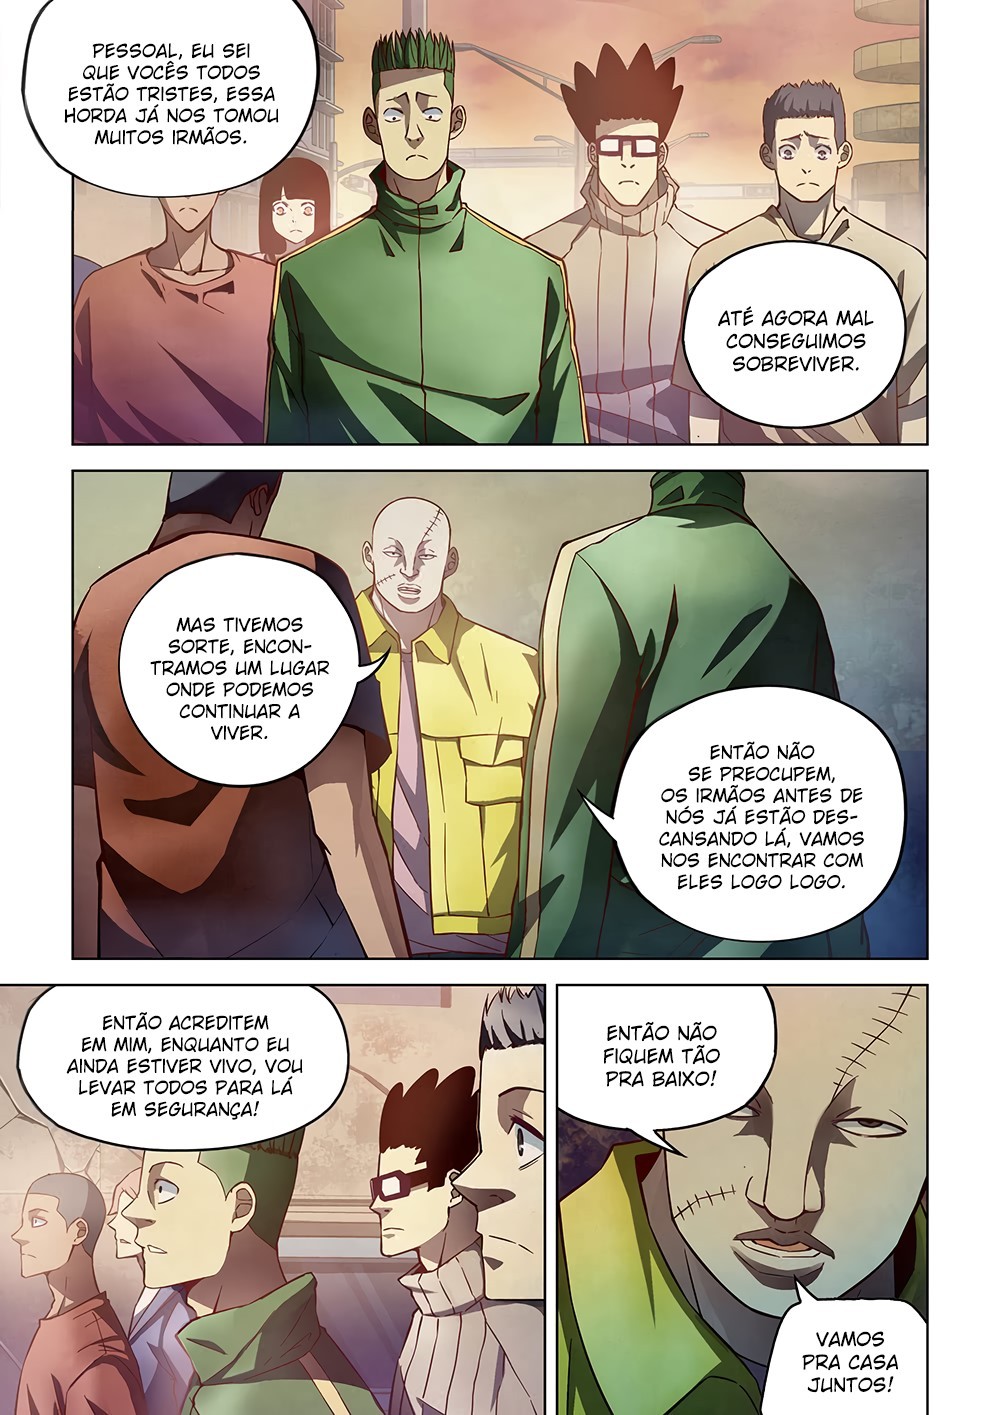 PESSOAL, EU SEI
QUE VOCÊS TODOS
ESTÃO TRISTES, ESSA
HORDA JÁ NOS TOMOU
MUITOS IRMÃOS.
ATÉ AGORA MAL
CONSEGUIMOS
SOBREVIVER.
MAS TIVEMOS
SORTE, ENCON-
TRAMOS UM LUGAR
ONDE PODEMOS
CONTINUAR A
VIVER.
ENTÃO NÃO
SE PREOCUPEM,
OS IRMÃOS ANTES DE
NÓS JÁ ESTÃO DES-
CANSANDO LÁ, VAMOS
NOS ENCONTRAR COM
ELES LOGO LOGO.
ENTÃO ACREDITEM
EM MIM, ENQUANTO EU
AINDA ESTIVER VIVO, VOU
LEVAR TODOS PARA LÁ
EM SEGURANÇA!
ENTÃO NÃO
FIQUEM TÃO
PRA BAIXO!
VAMOS
PRA CASA
JUNTOS!